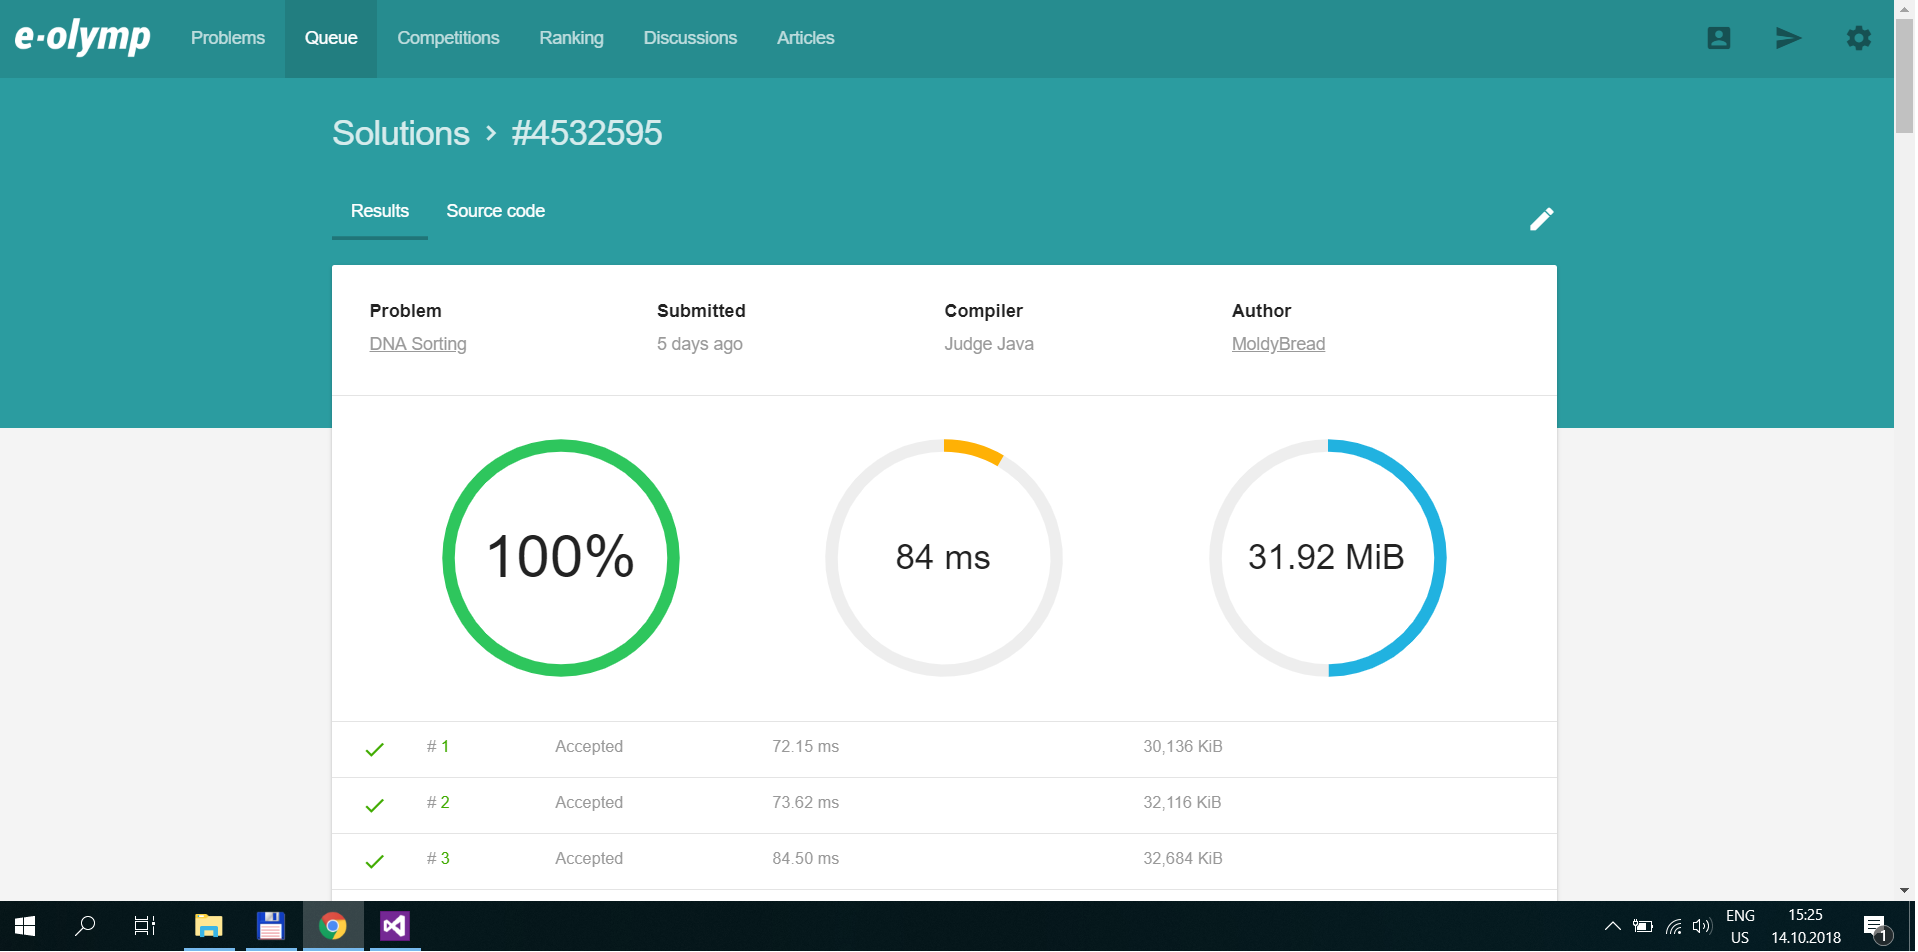 e-olymp Problems Queue Competitions Ranking Discussions Articles
Solutions › #4532595
Results Source code
Problem Submitted Compiler Author
DNA Sorting 5 days ago Judge Java MoldyBread
100% 84 ms 31.92 MiB
# 1 Accepted 72.15 ms 30,136 KiB
# 2 Accepted 73.62 ms 32,116 KiB
# 3 Accepted 84.50 ms 32,684 KiB
ENG 15:25
US 14.10.2018 1